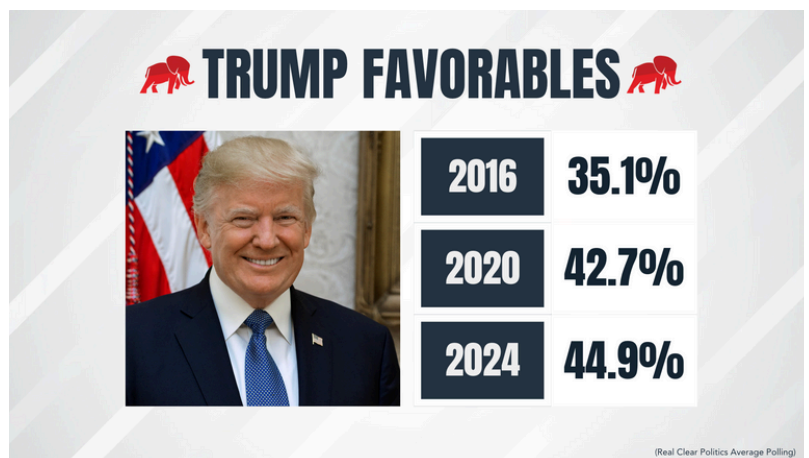 TRUMP FAVORABLES
2016 35.1%
2020 42.7%
2024 44.9%
(Real Clear Politics Average Polling)